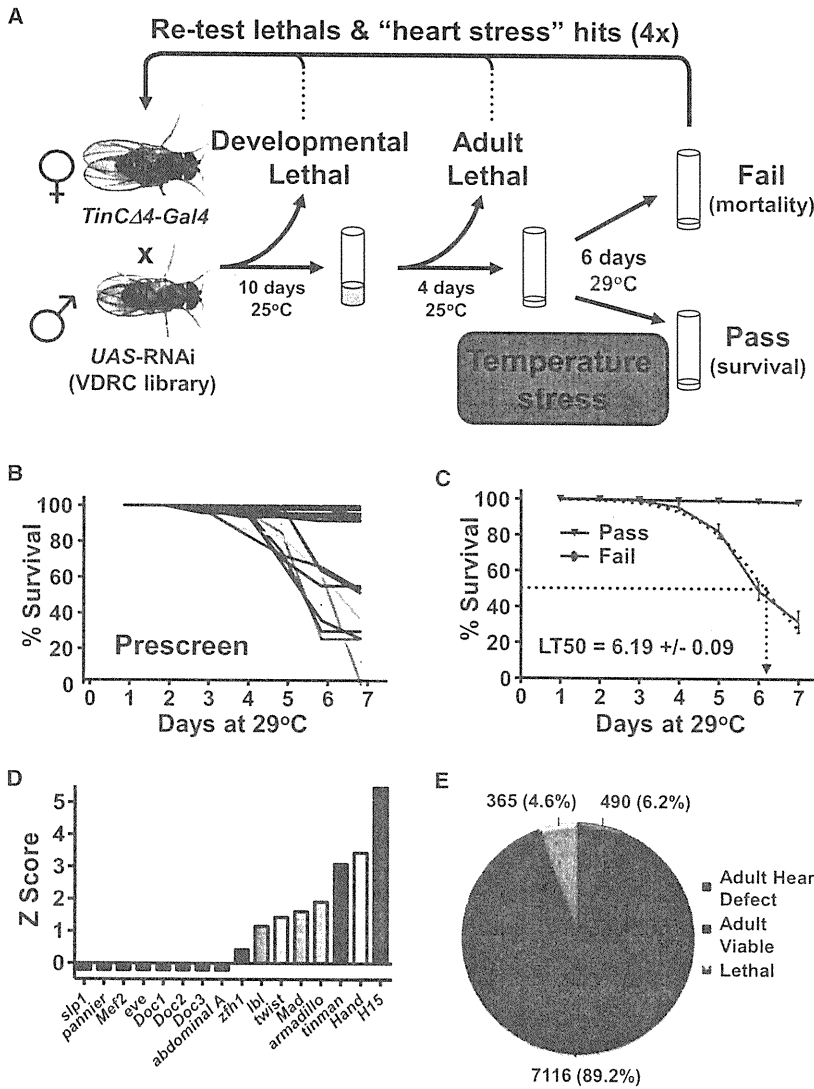 A
Re-test lethals & “heart stress” hits (4x)
Developmental
Lethal
Adult
Lethal
Fail
(mortality)
TinCΔ4-Gal4
x
UAS-RNAi
(VDRC library)
10 days
25°C
4 days
25°C
6 days
29°C
Pass
(survival)
Temperature
stress
B
% Survival
100
80
60
40
20
0
Prescreen
0 1 2 3 4 5 6 7
Days at 29°C
C
% Survival
100
80
60
40
20
0
Pass
Fail
LT50 = 6.19 +/- 0.09
0 1 2 3 4 5 6 7
Days at 29°C
D
Z Score
5
4
3
2
1
0
slp1
pannier
Mef2
eve
Doc1
Doc2
Doc3
abdominal A
zfh1
lbl
twist
Mad
armadillo
tinman
Hand
H15
E
365 (4.6%)
490 (6.2%)
Adult Hear
Defect
Adult
Viable
Lethal
7116 (89.2%)